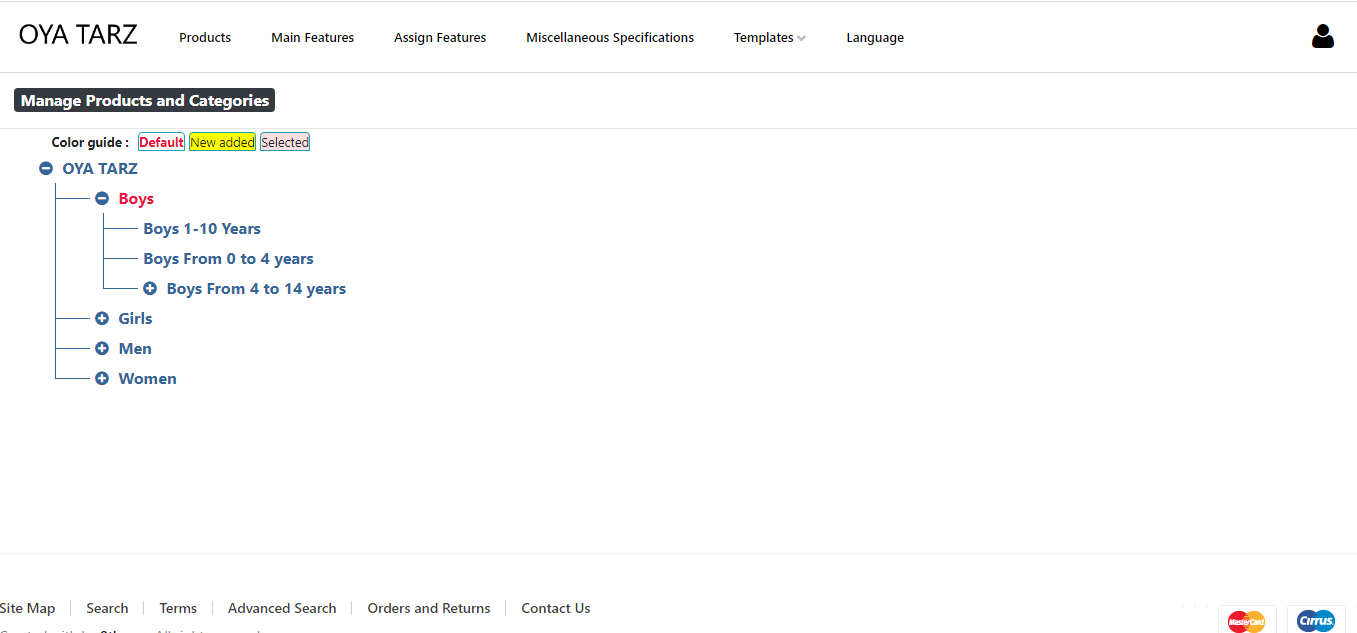 OYA TARZ Products Main Features Assign Features Miscellaneous Specifications Templates Language
Manage Products and Categories
Color guide : Default New added Selected
OYA TARZ
Boys
Boys 1-10 Years
Boys From 0 to 4 years
Boys From 4 to 14 years
Girls
Men
Women
Site Map Search Terms Advanced Search Orders and Returns Contact Us
MasterCard Cirrus